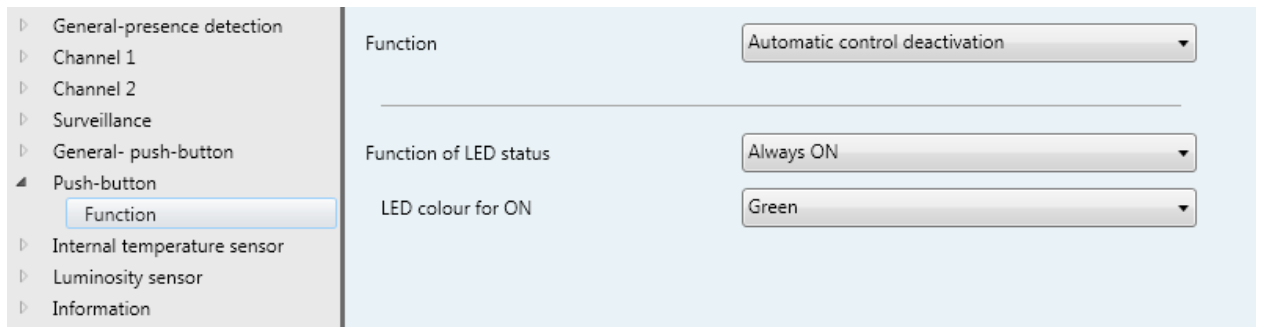 General-presence detection
Channel 1
Channel 2
Surveillance
General- push-button
Push-button
Function
Internal temperature sensor
Luminosity sensor
Information
Function
Automatic control deactivation
Function of LED status
Always ON
LED colour for ON
Green